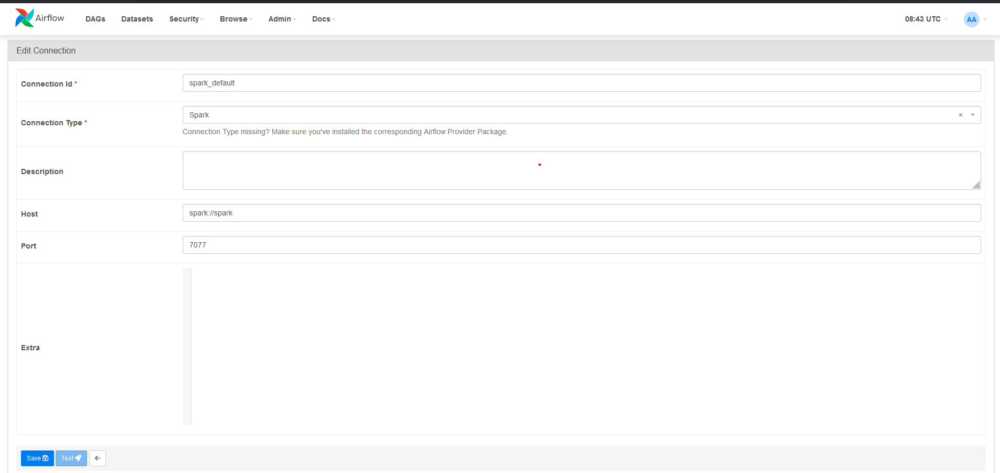 Airflow DAGs Datasets Security Browse Admin Docs 08:43 UTC AA
Edit Connection
Connection Id * spark_default
Connection Type * Spark × 
Connection Type missing? Make sure you've installed the corresponding Airflow Provider Package.
Description
Host spark://spark
Port 7077
Extra
Save Test